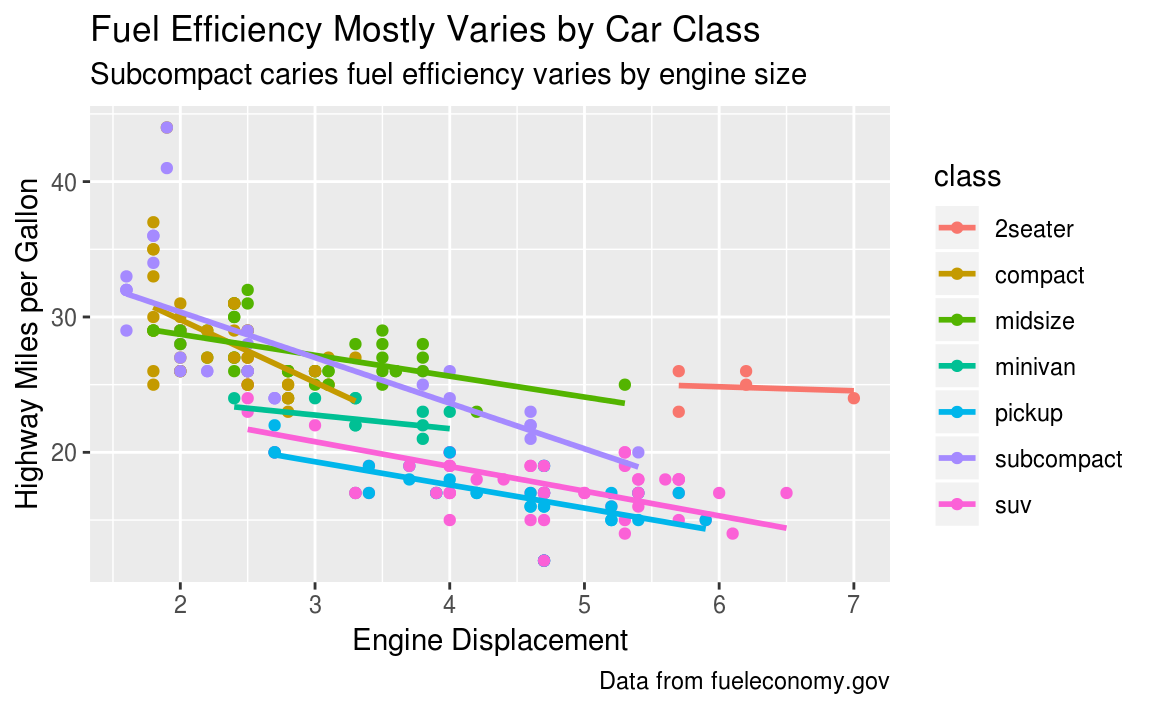 Fuel Efficiency Mostly Varies by Car Class
Subcompact caries fuel efficiency varies by engine size
Highway Miles per Gallon
40
30
20
2 3 4 5 6 7
Engine Displacement
Data from fueleconomy.gov
class
2seater
compact
midsize
minivan
pickup
subcompact
suv